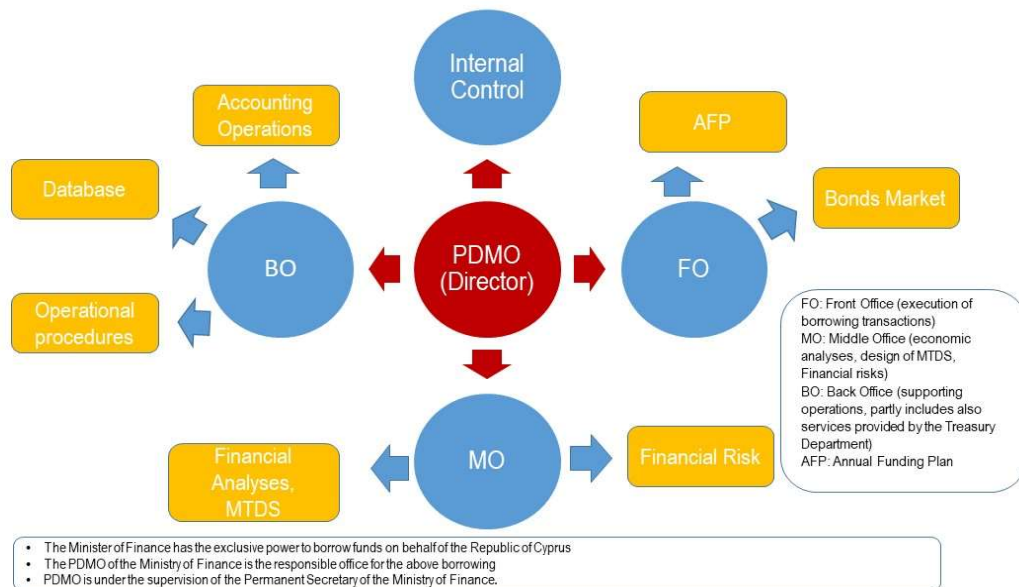 Internal
Control
Accounting
Operations
AFP
Database
Bonds Market
BO
PDMO
(Director)
FO
Operational
procedures
FO: Front Office (execution of
borrowing transactions)
MO: Middle Office (economic
analyses, design of MTDS,
Financial risks)
BO: Back Office (supporting
operations, partly includes also
services provided by the Treasury
Department)
AFP: Annual Funding Plan
Financial
Analyses,
MTDS
MO
Financial Risk
• The Minister of Finance has the exclusive power to borrow funds on behalf of the Republic of Cyprus
• The PDMO of the Ministry of Finance is the responsible office for the above borrowing
• PDMO is under the supervision of the Permanent Secretary of the Ministry of Finance.